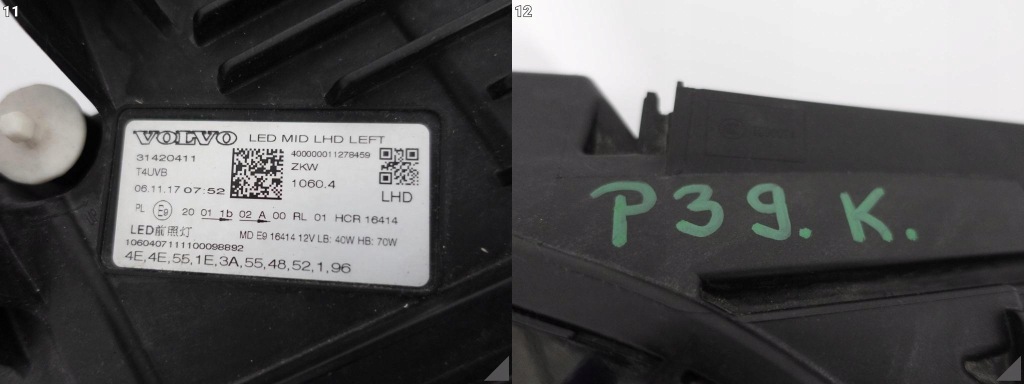 11
VOLVO LED MID LHD LEFT
31420411
400000011278459
T4UVB
ZKW
06.11.17 07:52
1060.4
LHD
PL E9 20 01 1b 02 A 00 RL 01 HCR 16414
LED前照灯
MD E9 16414 12V LB: 40W HB: 70W
1060407111100098892
4E,4E,55,1E,3A,55,48,52,1,96
12
P39.K.